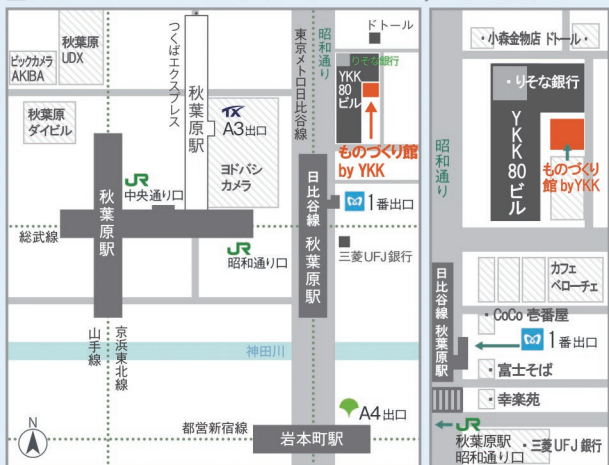 ビックカメラ
AKIBA
秋葉原
UDX
つくばエクスプレス
秋葉原駅
TX
A3出口
ヨドバシ
カメラ
秋葉原
ダイビル
東京メトロ日比谷線
昭和通り
ドトール
りそな銀行
YKK
80
ビル
ものづくり館
by YKK
JR
中央通り口
秋葉原駅
総武線
JR
昭和通り口
日比谷線 秋葉原駅
1番出口
三菱UFJ銀行
山手線
京浜東北線
神田川
A4出口
都営新宿線
岩本町駅
N
・小森金物店
ドトール・
・りそな銀行
昭和通り
YKK80ビル
ものづくり
館 byYKK
カフェ
ベローチェ
日比谷線 秋葉原駅
・CoCo 壱番屋
1番出口
・富士そば
・幸楽苑
JR
秋葉原駅
昭和通り口
・三菱UFJ 銀行